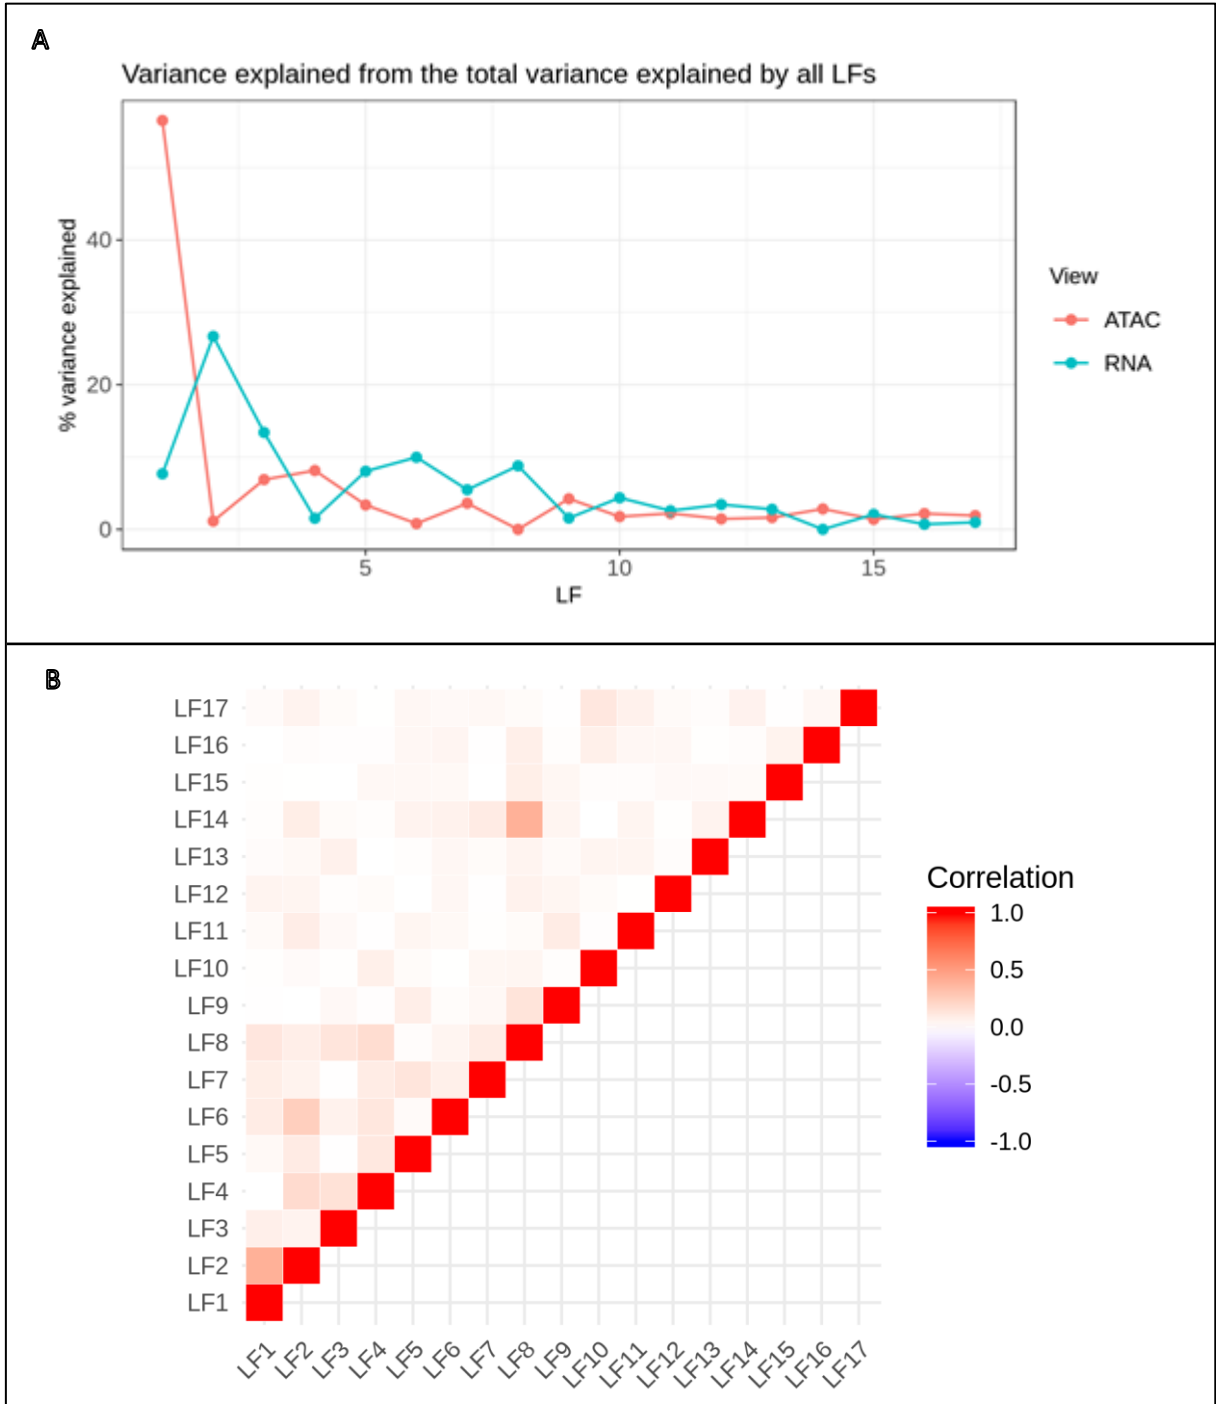 A
Variance explained from the total variance explained by all LFs
% variance explained
40
20
0
5
10
15
LF
View
ATAC
RNA
B
LF17
LF16
LF15
LF14
LF13
LF12
LF11
LF10
LF9
LF8
LF7
LF6
LF5
LF4
LF3
LF2
LF1
LF1
LF2
LF3
LF4
LF5
LF6
LF7
LF8
LF9
LF10
LF11
LF12
LF13
LF14
LF15
LF16
LF17
Correlation
1.0
0.5
0.0
-0.5
-1.0